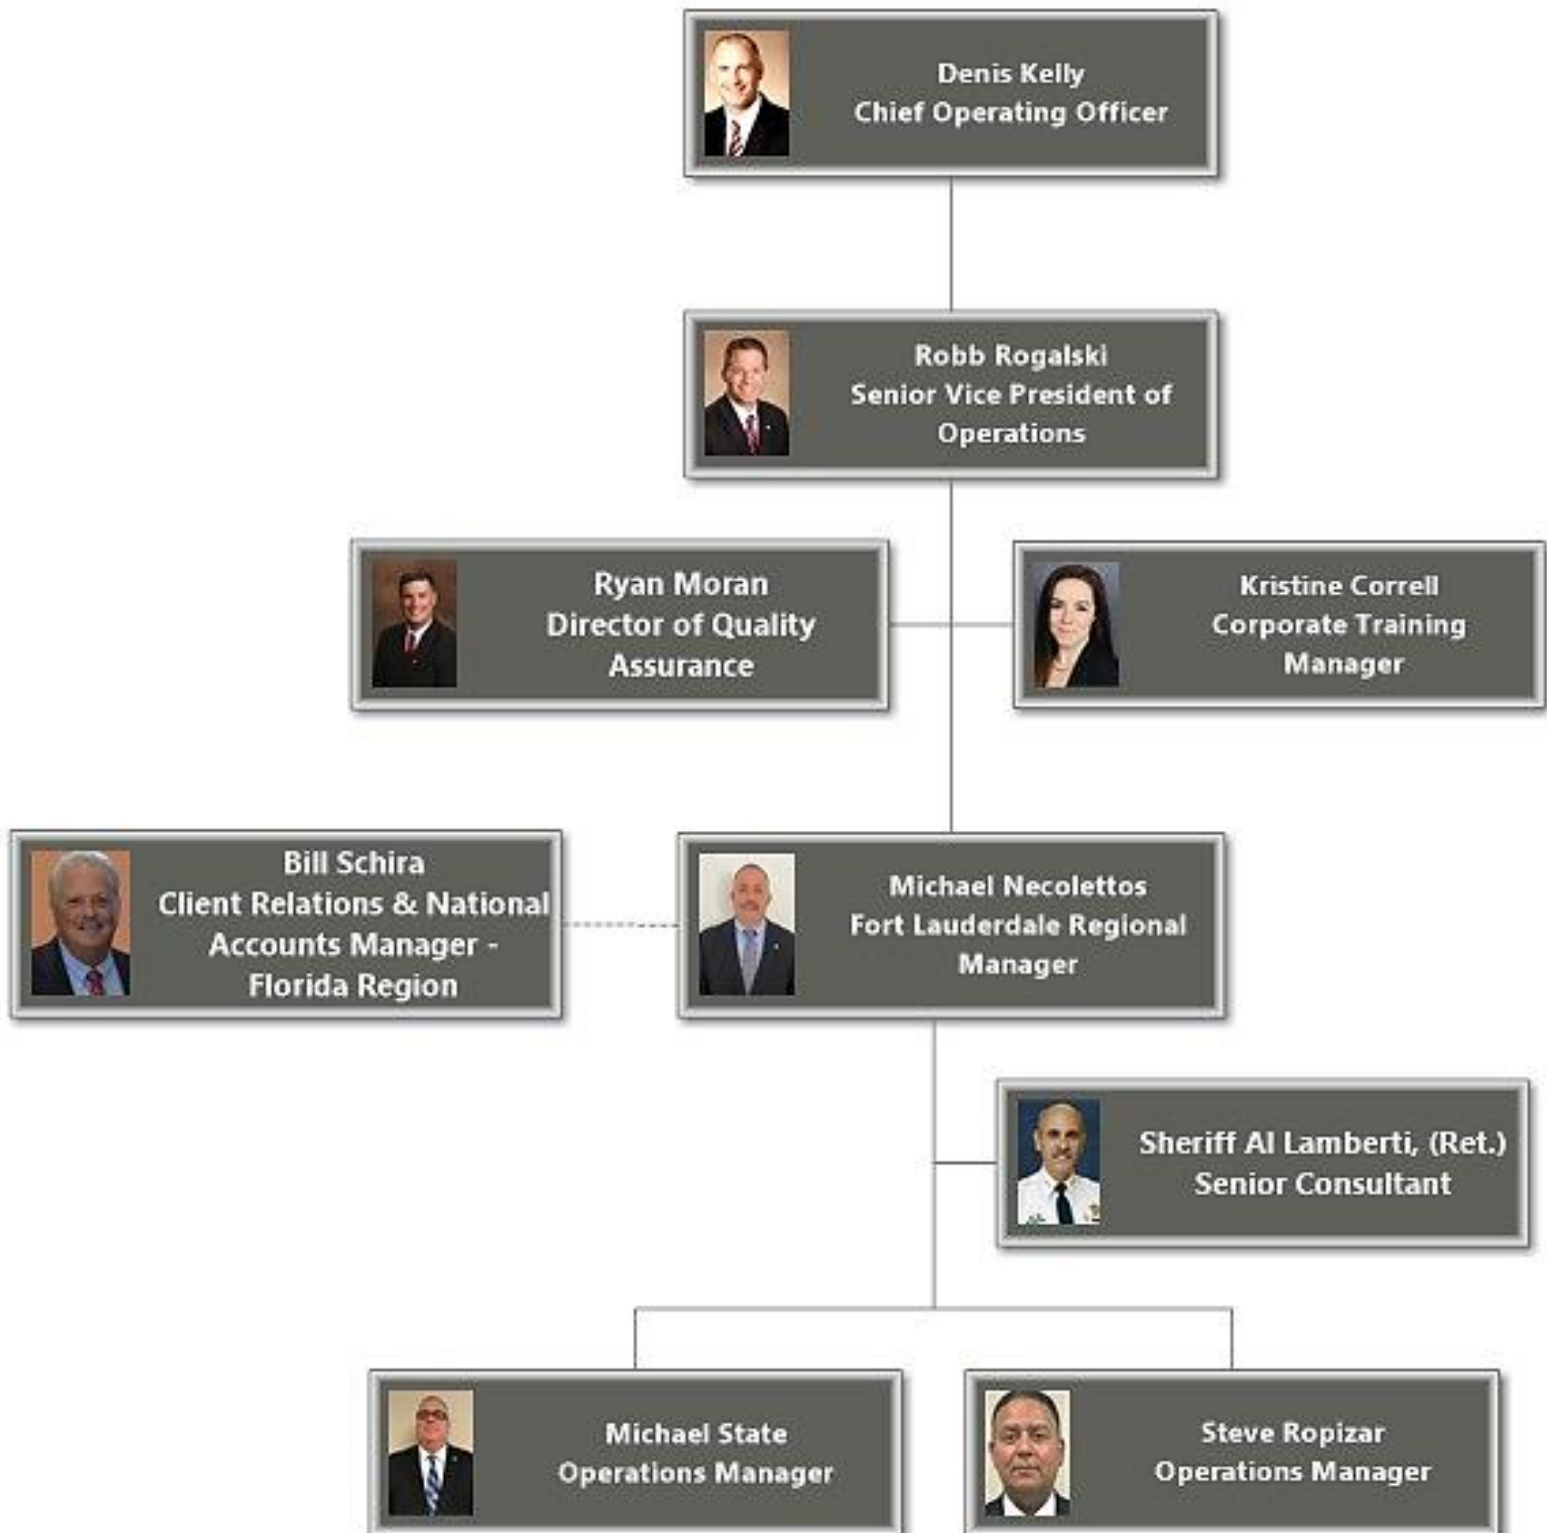 Denis Kelly
Chief Operating Officer
Robb Rogalski
Senior Vice President of
Operations
Ryan Moran
Director of Quality
Assurance
Kristine Correll
Corporate Training
Manager
Bill Schira
Client Relations & National
Accounts Manager -
Florida Region
Michael Necolettos
Fort Lauderdale Regional
Manager
Sheriff Al Lamberti, (Ret.)
Senior Consultant
Michael State
Operations Manager
Steve Ropizar
Operations Manager